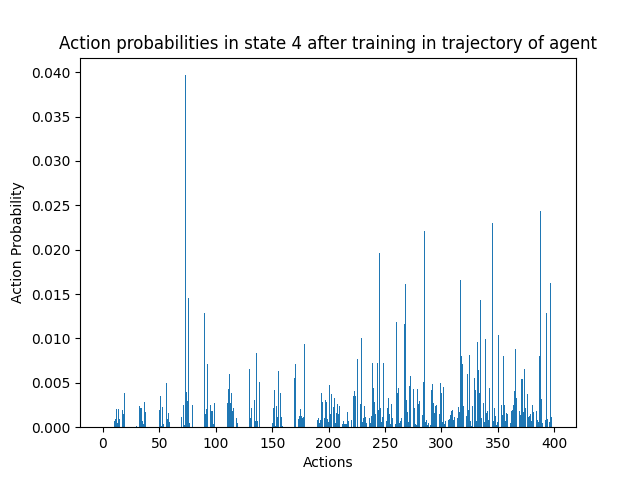 Action probabilities in state 4 after training in trajectory of agent
0.040
0.035
0.030
0.025
0.020
0.015
0.010
0.005
0.000
Action Probability
0 50 100 150 200 250 300 350 400
Actions